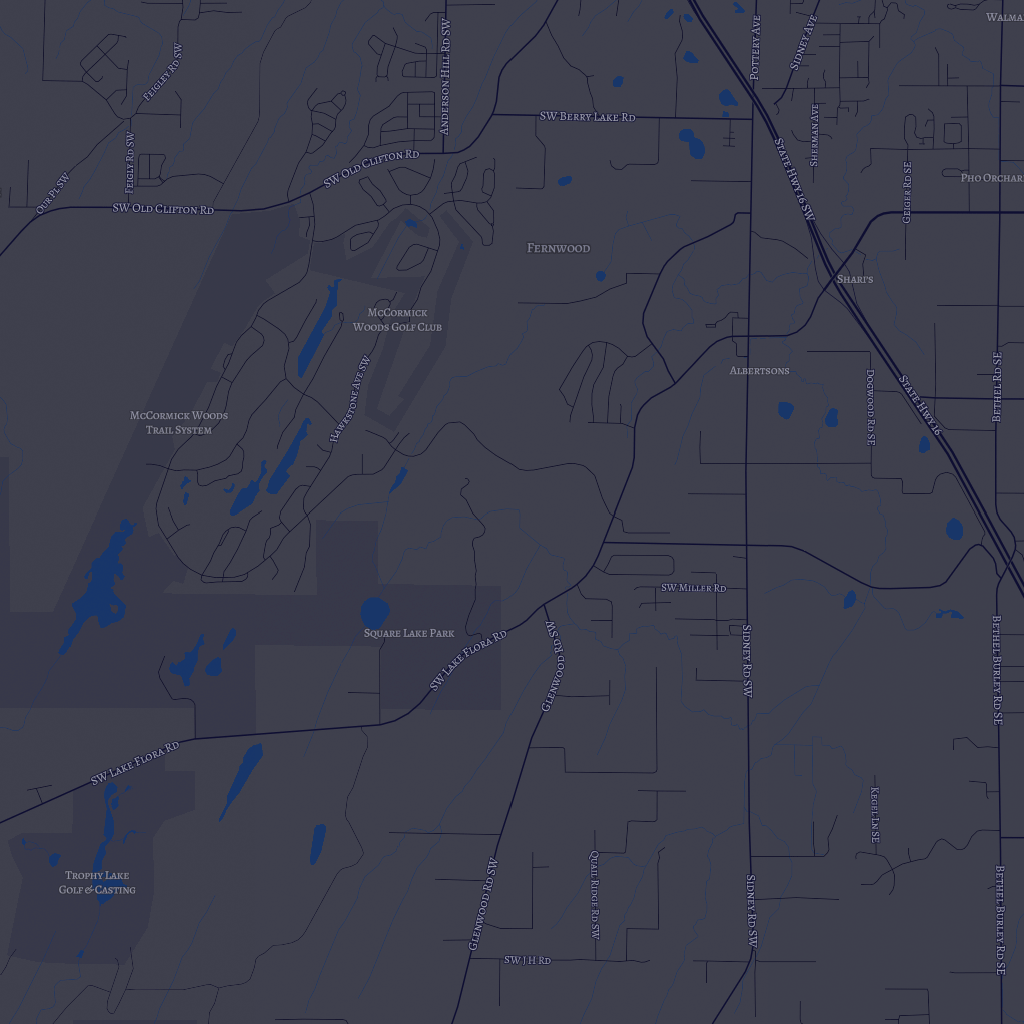 Walma
Feigley Rd SW
Anderson Hill Rd SW
Pottery Ave
Sidney Ave
SW Berry Lake Rd
Sherman Ave
Feigly Rd SW
State Hwy 16 SW
SW Old Clifton Rd
Our Pl SW
Geiger Rd SE
Pho Orchar
SW Old Clifton Rd
Fernwood
Shari's
McCormick
Woods Golf Club
Albertsons
Hawkstone Ave SW
Dogwood Rd SE
State Hwy 16
Bethel Rd SE
McCormick Woods
Trail System
SW Miller Rd
Square Lake Park
SW Lake Flora Rd
Glenwood Rd SW
Sidney Rd SW
Bethel Burley Rd SE
SW Lake Flora Rd
Kegel Ln SE
Trophy Lake
Golf & Casting
Glenwood Rd SW
Quail Ridge Rd SW
Sidney Rd SW
Bethel Burley Rd SE
SW J H Rd